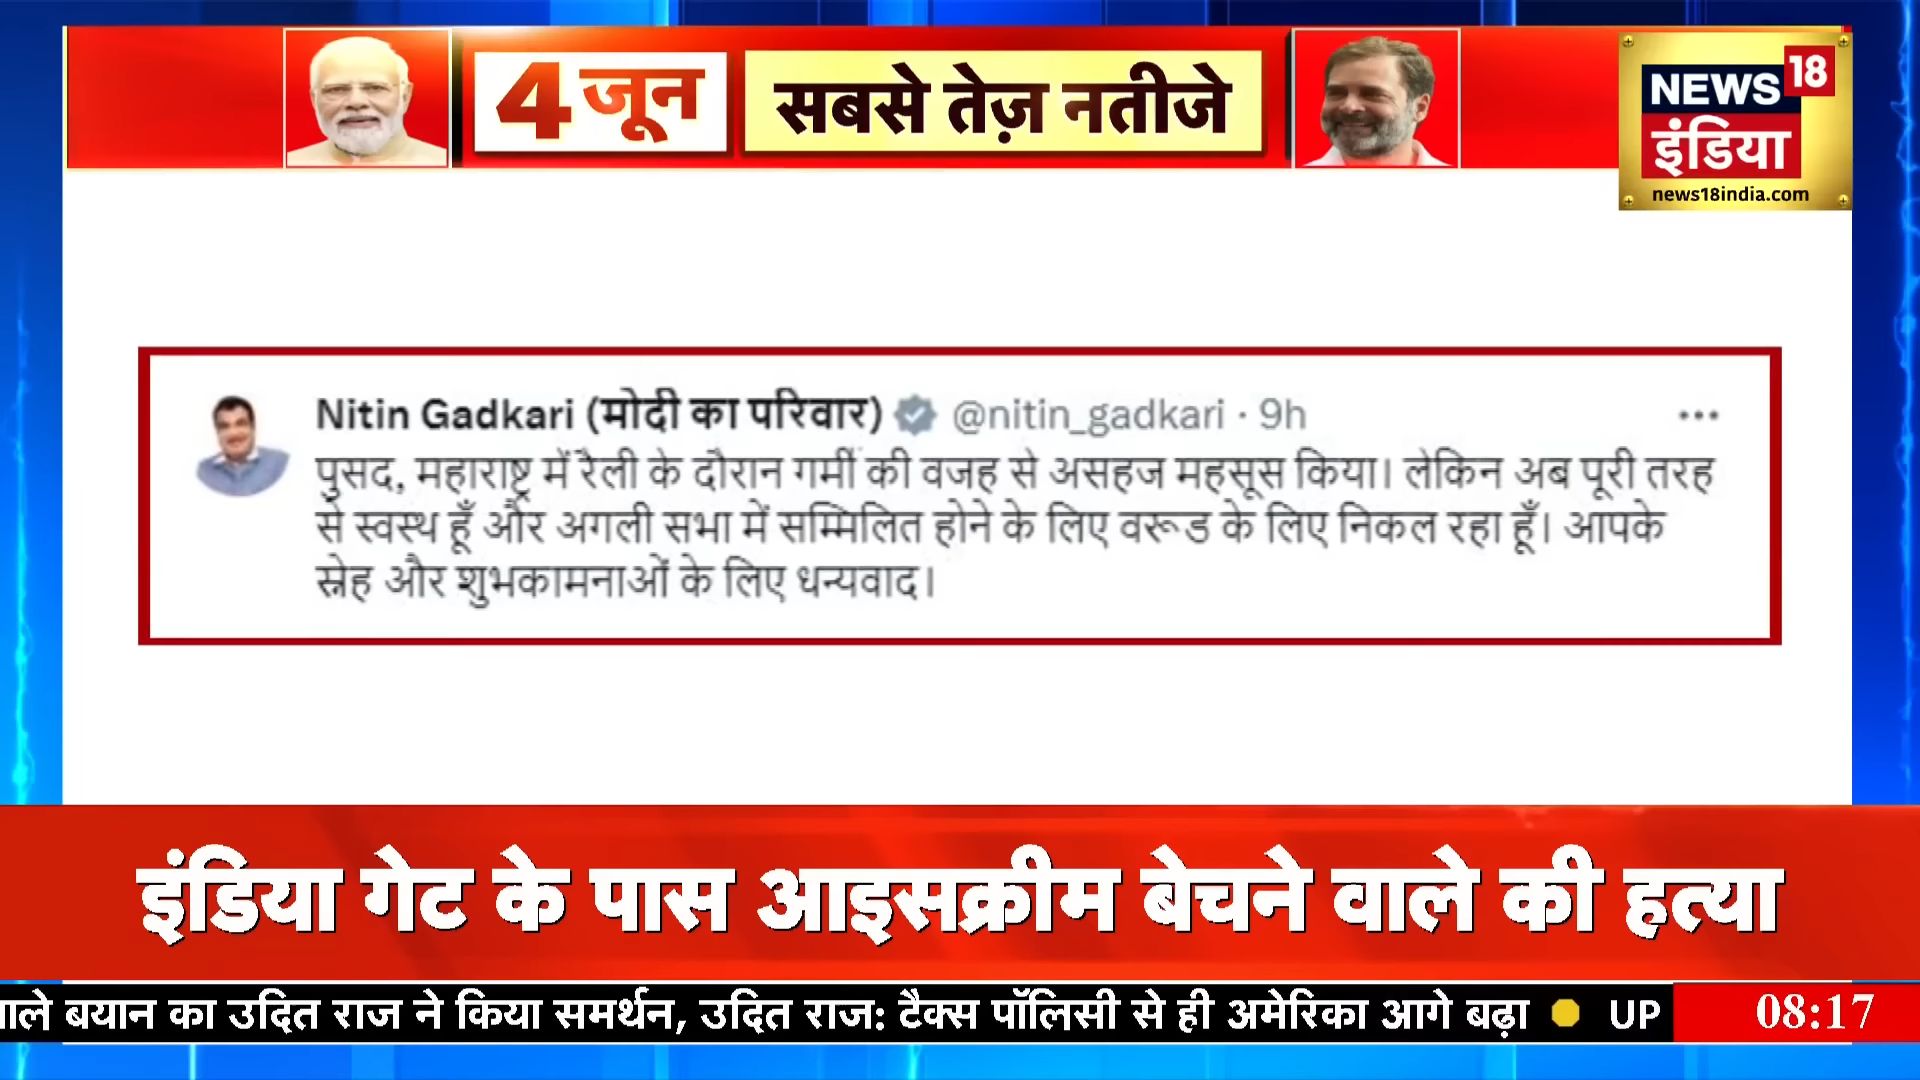 4 जून
सबसे तेज़ नतीजे
NEWS 18
इंडिया
news18india.com
Nitin Gadkari (मोदी का परिवार) @nitin_gadkari · 9h
पुसद, महाराष्ट्र में रैली के दौरान गर्मी की वजह से असहज महसूस किया। लेकिन अब पूरी तरह
से स्वस्थ हूँ और अगली सभा में सम्मिलित होने के लिए वरूड के लिए निकल रहा हूँ। आपके
स्नेह और शुभकामनाओं के लिए धन्यवाद।
इंडिया गेट के पास आइसक्रीम बेचने वाले की हत्या
बयान का उदित राज ने किया समर्थन, उदित राज: टैक्स पॉलिसी से ही अमेरिका आगे बढ़ा UP
08:17